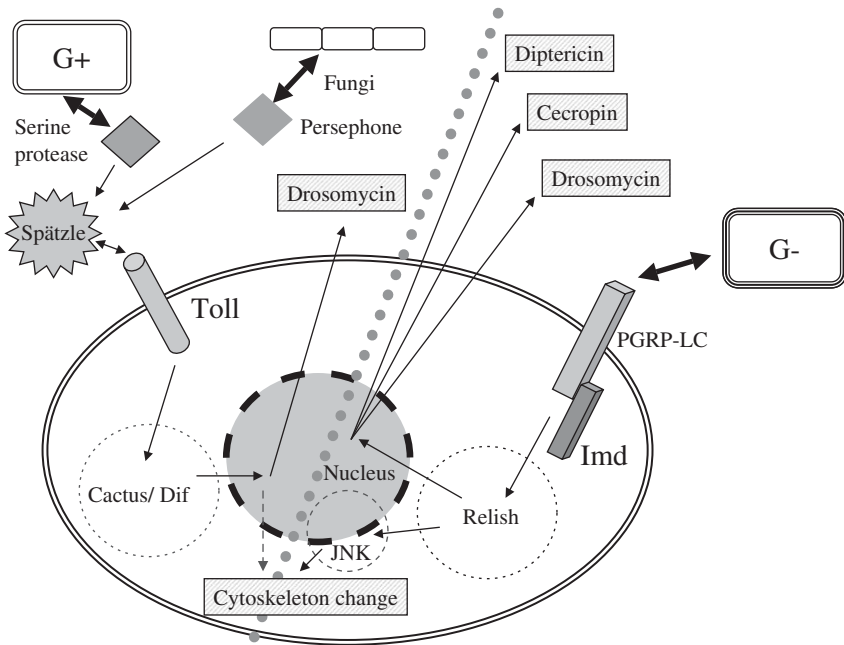 G+
Fungi
Diptericin
Serine
protease
Persephone
Cecropin
Drosomycin
Drosomycin
Spätzle
G-
Toll
PGRP-LC
Imd
Nucleus
Cactus/ Dif
Relish
JNK
Cytoskeleton change